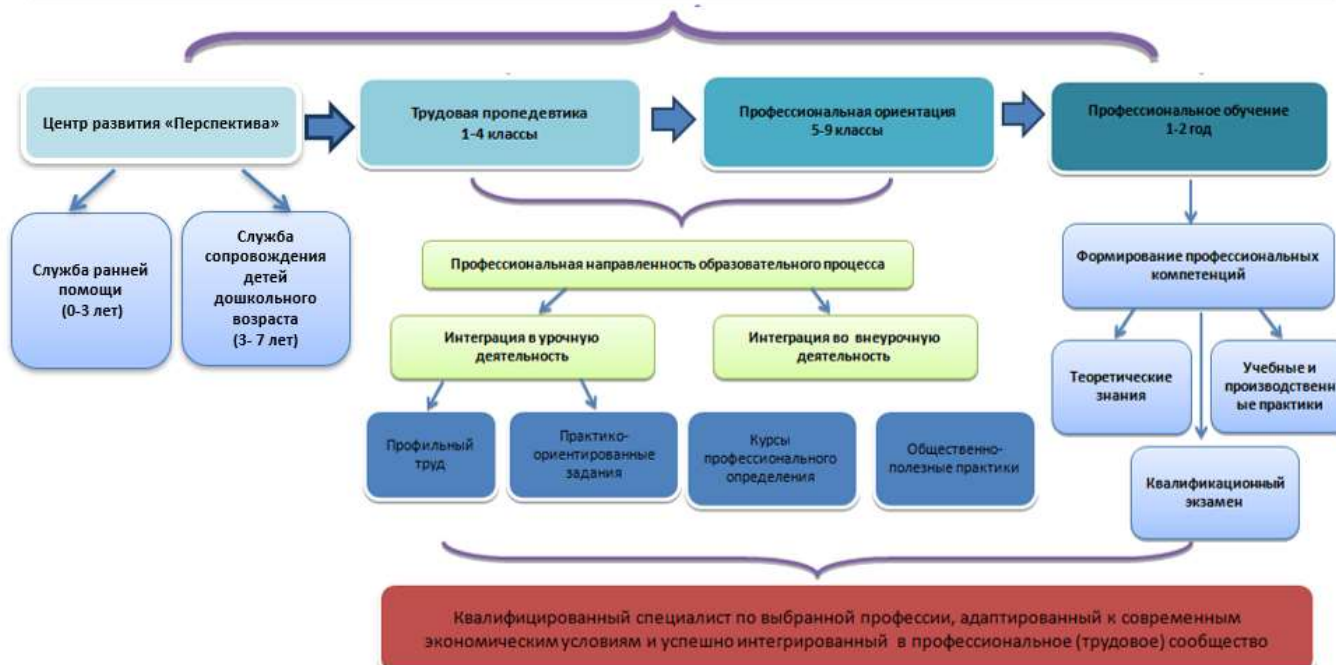 Центр развития «Перспектива»
Трудовая пропедевтика
1-4 классы
Профессиональная ориентация
5-9 классы
Профессиональное обучение
1-2 год
Служба ранней
помощи
(0-3 лет)
Служба
сопровождения
детей
дошкольного
возраста
(3- 7 лет)
Профессиональная направленность образовательного процесса
Интеграция в урочную
деятельность
Интеграция во внеурочную
деятельность
Профильный
труд
Практико-
ориентированные
задания
Курсы
профессионального
определения
Общественно-
полезные практики
Формирование профессиональных
компетенций
Теоретические
знания
Учебные и
производственн
ые практики
Квалификационный
экзамен
Квалифицированный специалист по выбранной профессии, адаптированный к современным
экономическим условиям и успешно интегрированный в профессиональное (трудовое) сообщество